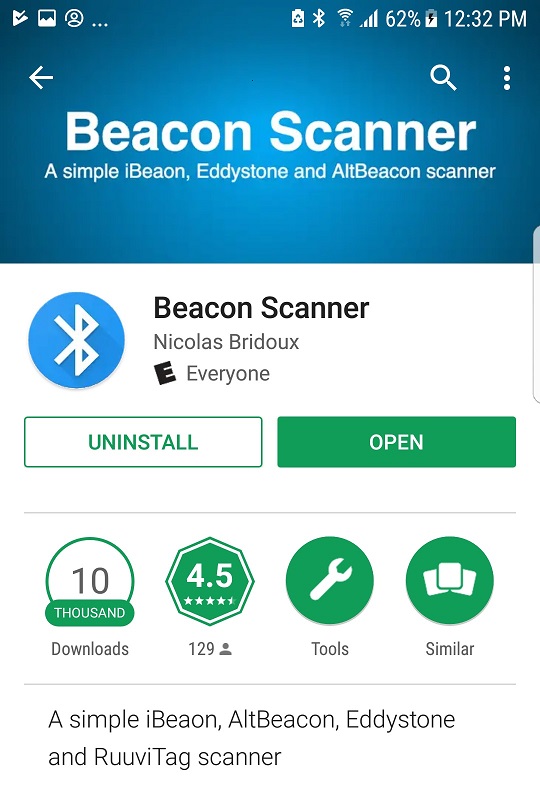 ... 62% 12:32 PM
Beacon Scanner
A simple iBeaon, Eddystone and AltBeacon scanner
Beacon Scanner
Nicolas Bridoux
E Everyone
UNINSTALL
OPEN
10
THOUSAND
4.5
Downloads
129
Tools
Similar
A simple iBeaon, AltBeacon, Eddystone
and RuuviTag scanner